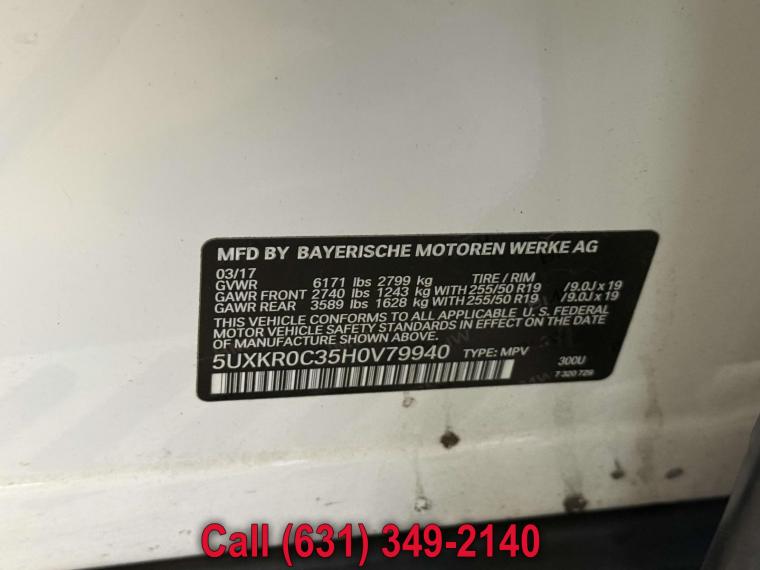 MFD BY BAYERISCHE MOTOREN WERKE AG
03/17
GVWR 6171 lbs 2799 kg TIRE / RIM
GAWR FRONT 2740 lbs 1243 kg WITH 255/50 R19 /9.0J x 19
GAWR REAR 3589 lbs 1628 kg WITH 255/50 R19 /9.0J x 19
THIS VEHICLE CONFORMS TO ALL APPLICABLE U. S. FEDERAL
MOTOR VEHICLE SAFETY STANDARDS IN EFFECT ON THE DATE
OF MANUFACTURE SHOWN ABOVE.
5UXKR0C35H0V79940 TYPE: MPV 300U
7 320 729
Call (631) 349-2140